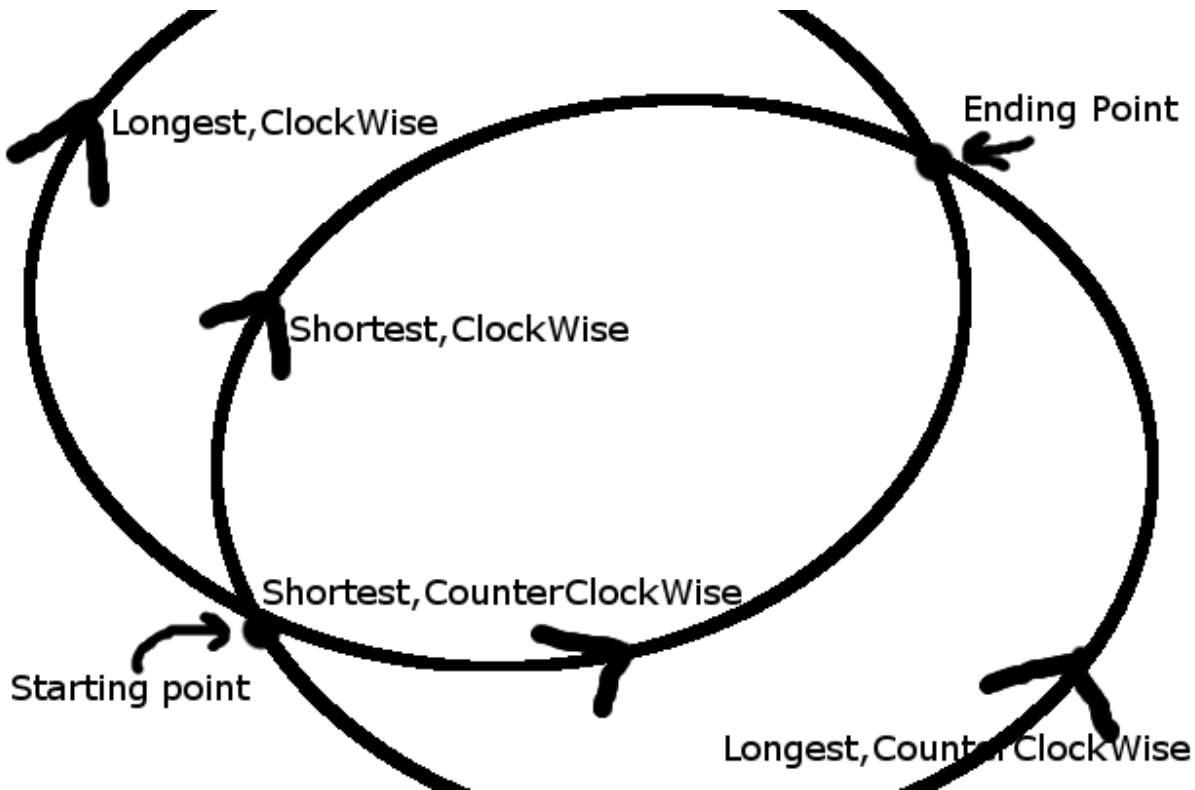 Ending Point
Longest,ClockWise
Shortest,ClockWise
Shortest,CounterClockWise
Starting point
Longest,CounterClockWise